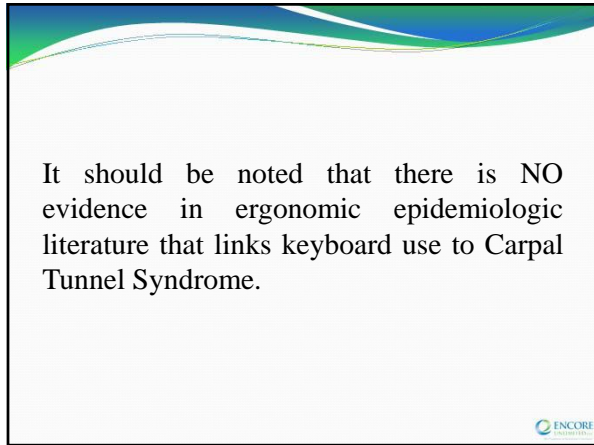 It should be noted that there is NO
evidence in ergonomic epidemiologic
literature that links keyboard use to Carpal
Tunnel Syndrome.
ENCORE